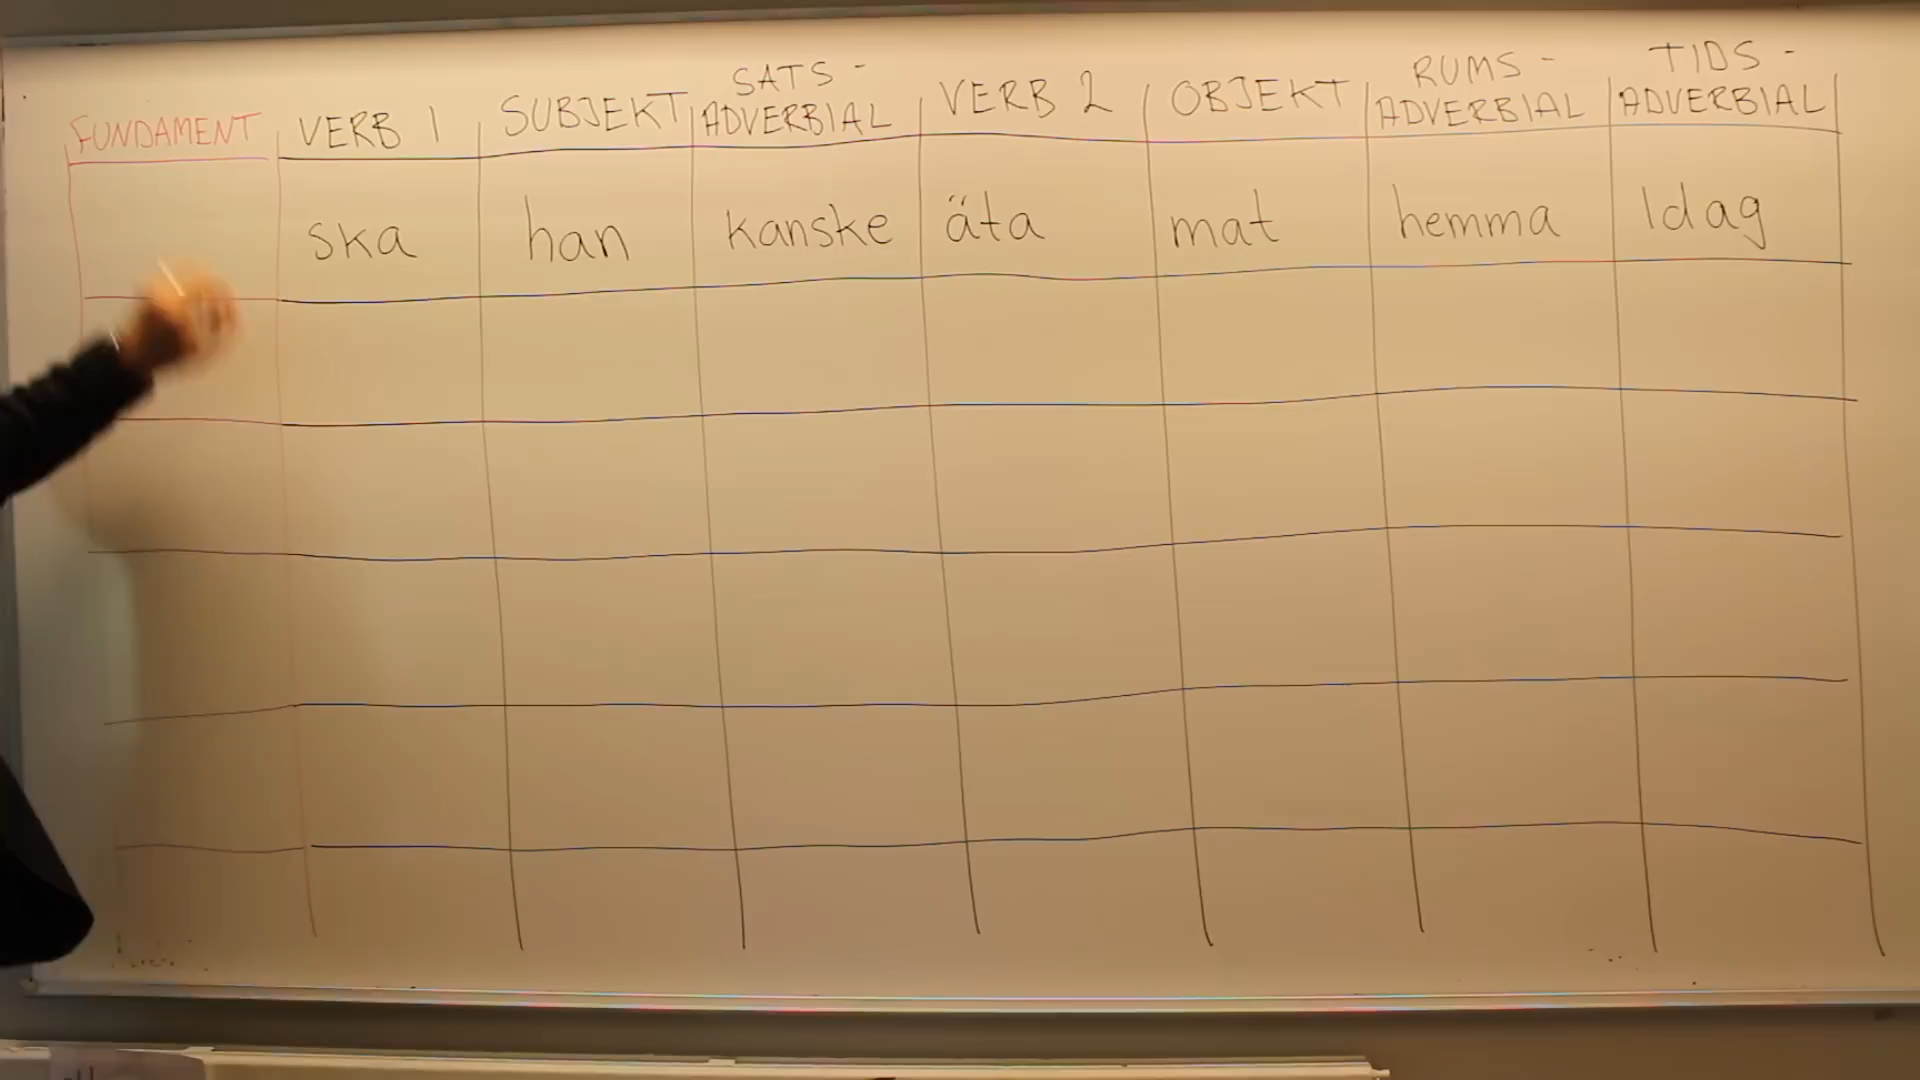 FUNDAMENT VERB 1 SUBJEKT SATS-ADVERBIAL VERB 2 OBJEKT RUMS-ADVERBIAL TIDS-ADVERBIAL
ska han kanske äta mat hemma Idag